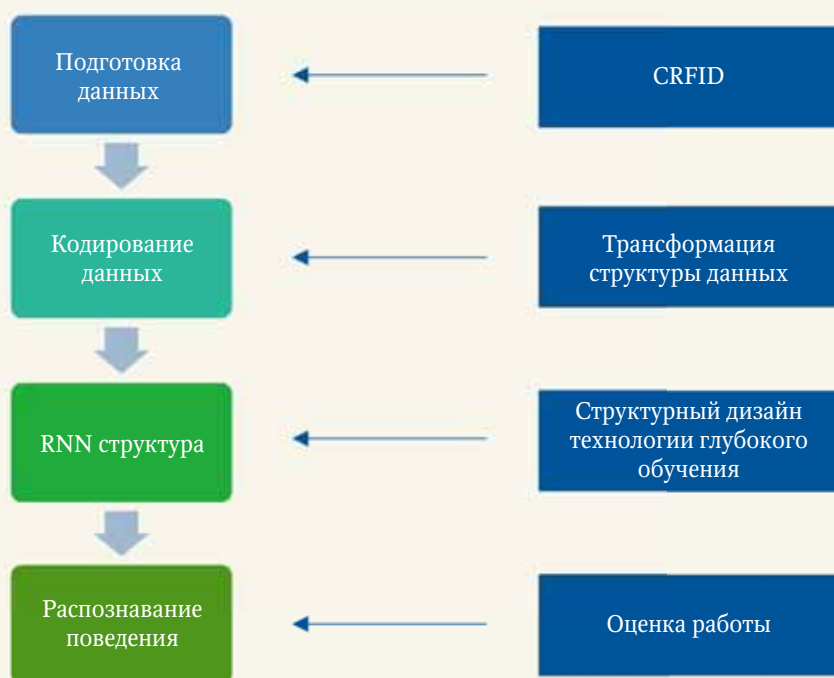 Подготовка
данных
CRFID
Кодирование
данных
Трансформация
структуры данных
RNN структура
Структурный дизайн
технологии глубокого
обучения
Распознавание
поведения
Оценка работы